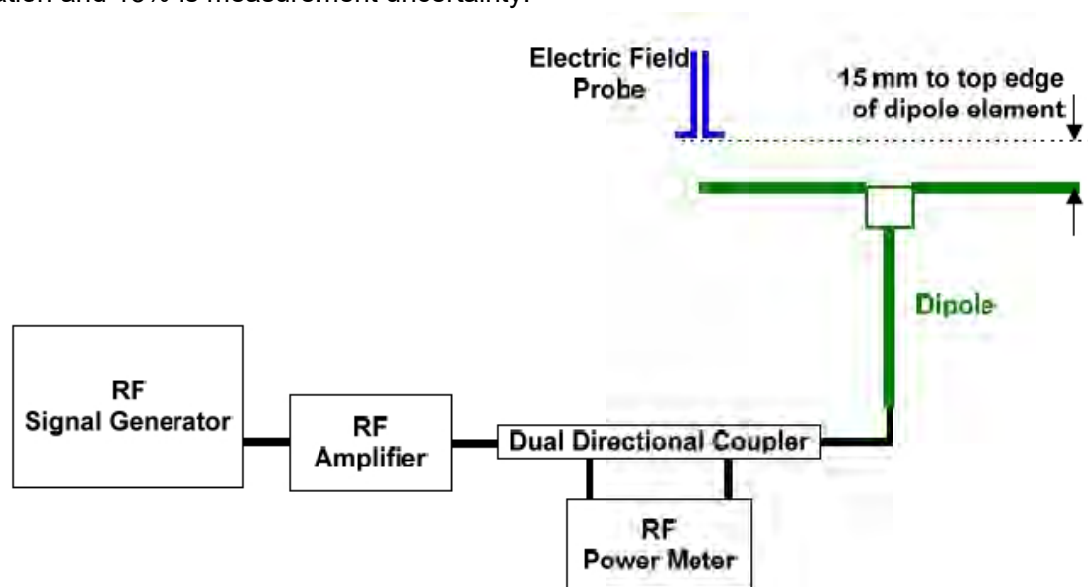 Electric Field
Probe
15 mm to top edge
of dipole element
Dipole
RF
Signal Generator
RF
Amplifier
Dual Directional Coupler
RF
Power Meter